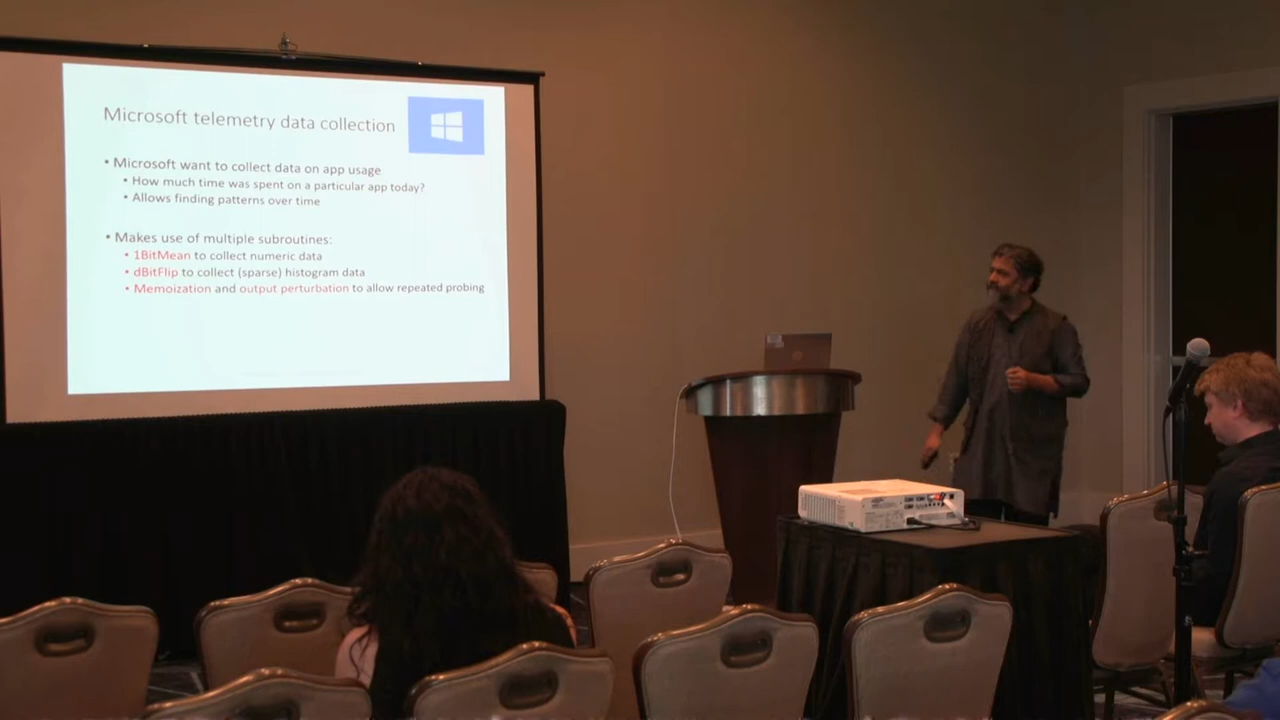 Microsoft telemetry data collection
• Microsoft want to collect data on app usage
• How much time was spent on a particular app today?
• Allows finding patterns over time
• Makes use of multiple subroutines:
• 1BitMean to collect numeric data
• dBitFlip to collect (sparse) histogram data
• Memoization and output perturbation to allow repeated probing